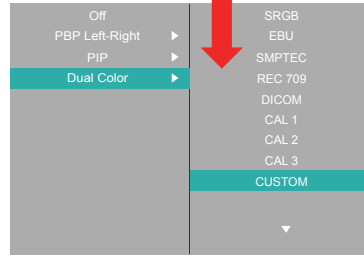 Off
PBP Left-Right
PIP
Dual Color
SRGB
EBU
SMPTEC
REC 709
DICOM
CAL 1
CAL 2
CAL 3
CUSTOM